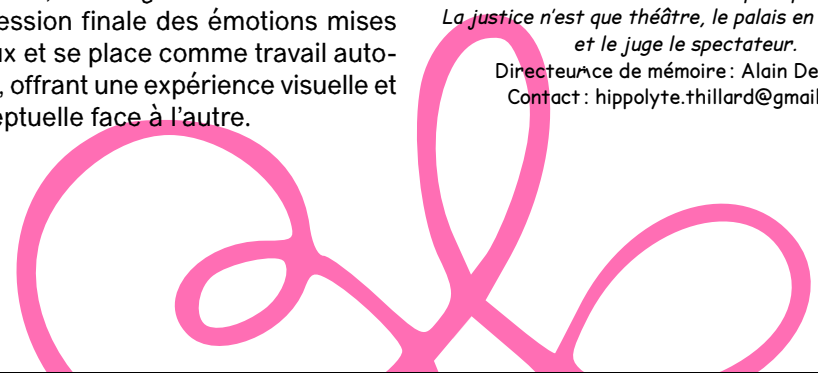 ession finale des émotions mises
ux et se place comme travail auto-
, offrant une expérience visuelle et
eptuelle face à l'autre.
La justice n'est que théâtre, le palais en
et le juge le spectateur.
Directeur·nce de mémoire : Alain De
Contact : hippolyte.thillard@gmail